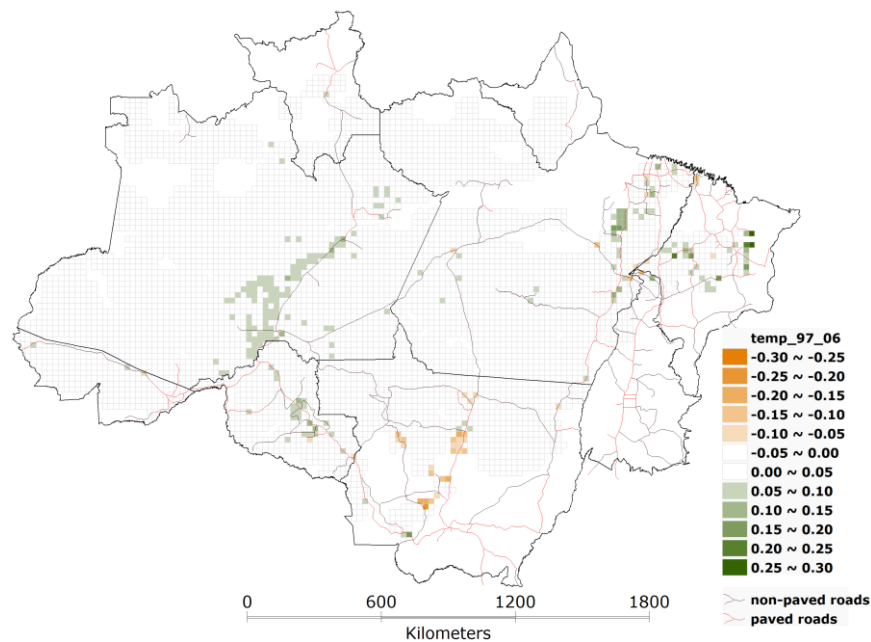 temp_97_06
-0.30 ~ -0.25
-0.25 ~ -0.20
-0.20 ~ -0.15
-0.15 ~ -0.10
-0.10 ~ -0.05
-0.05 ~ 0.00
0.00 ~ 0.05
0.05 ~ 0.10
0.10 ~ 0.15
0.15 ~ 0.20
0.20 ~ 0.25
0.25 ~ 0.30
non-paved roads
paved roads
0 600 1200 1800
Kilometers